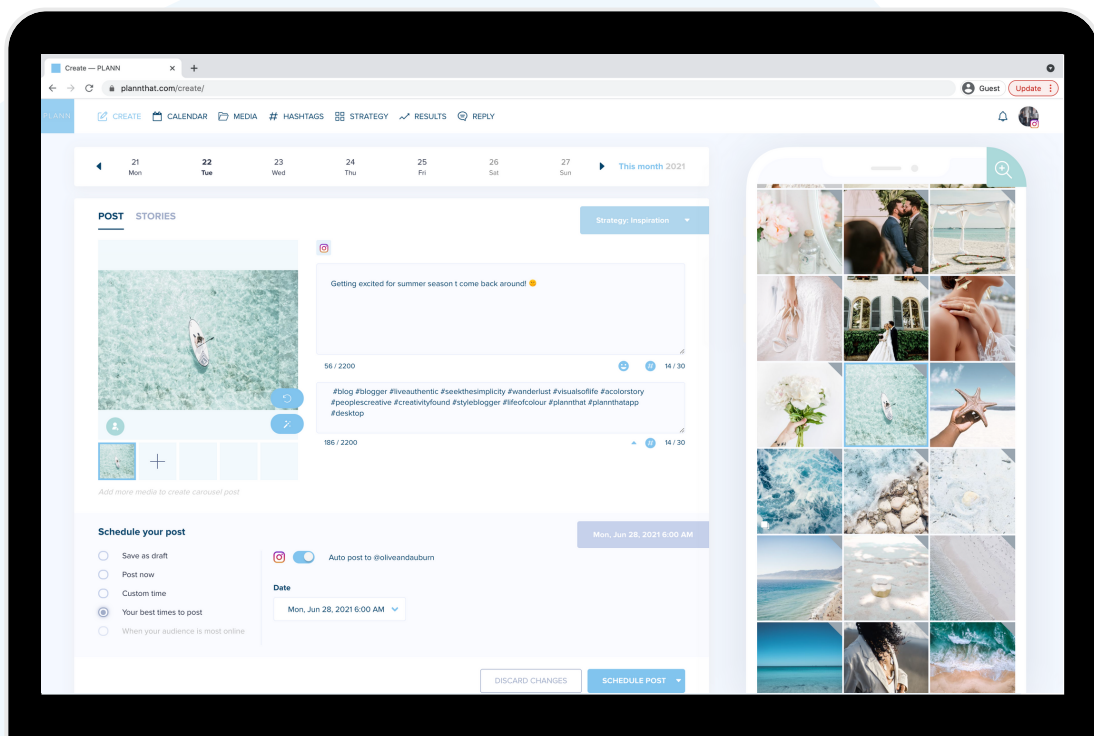 Create — PLANN
plannthat.com/create/
Guest
Update
PLANN
CREATE
CALENDAR
MEDIA
# HASHTAGS
STRATEGY
RESULTS
REPLY
21 22 23 24 25 26 27
Mon Tue Wed Thu Fri Sat Sun
This month 2021
POST STORIES
Strategy: Inspiration
Getting excited for summer season t come back around! 🌞
56 / 2200
# 14 / 30
#blog #blogger #liveauthentic #seekthesimplicity #wanderlust #visualsoflife #acolorstory
#peoplescreative #creativityfound #styleblogger #lifeofcolour #plannthat #plannthatapp
#desktop
186 / 2200
# 14 / 30
Add more media to create carousel post
Schedule your post
Mon, Jun 28, 2021 6:00 AM
Save as draft
Post now
Custom time
Your best times to post
When your audience is most online
Auto post to @oliveandauburn
Date
Mon, Jun 28, 2021 6:00 AM
DISCARD CHANGES
SCHEDULE POST